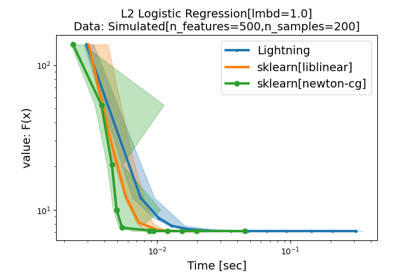 L2 Logistic Regression[lmbd=1.0]
Data: Simulated[n_features=500,n_samples=200]
Lightning
sklearn[liblinear]
sklearn[newton-cg]
value: F(x)
10²
10¹
10⁻²
10⁻¹
Time [sec]